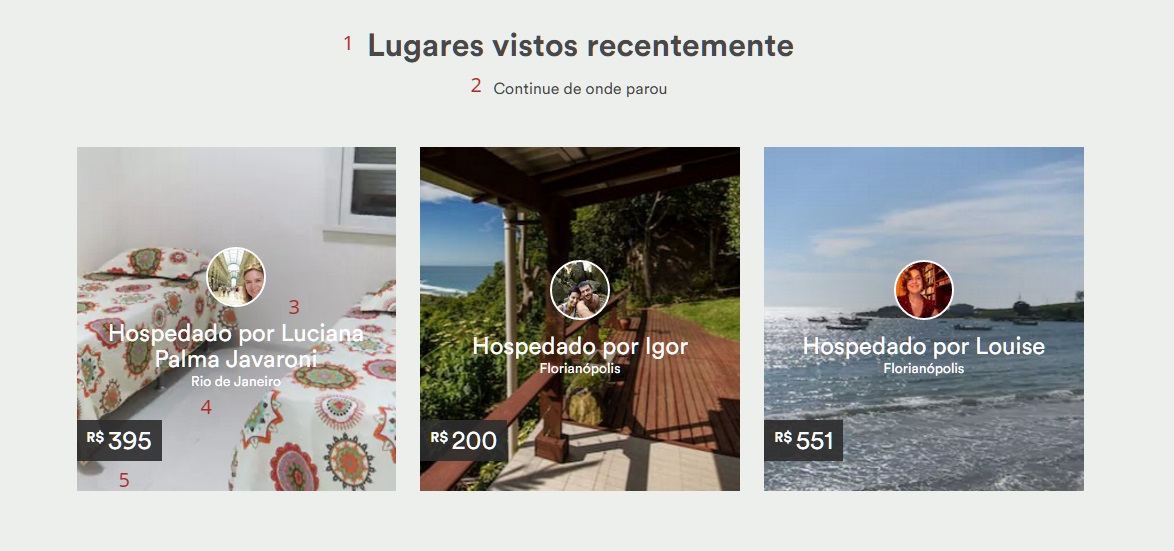 1 Lugares vistos recentemente
2 Continue de onde parou
3
Hospedado por Luciana
Palma Javaroni
Rio de Janeiro
4
R$ 395
5
Hospedado por Igor
Florianópolis
R$ 200
Hospedado por Louise
Florianópolis
R$ 551